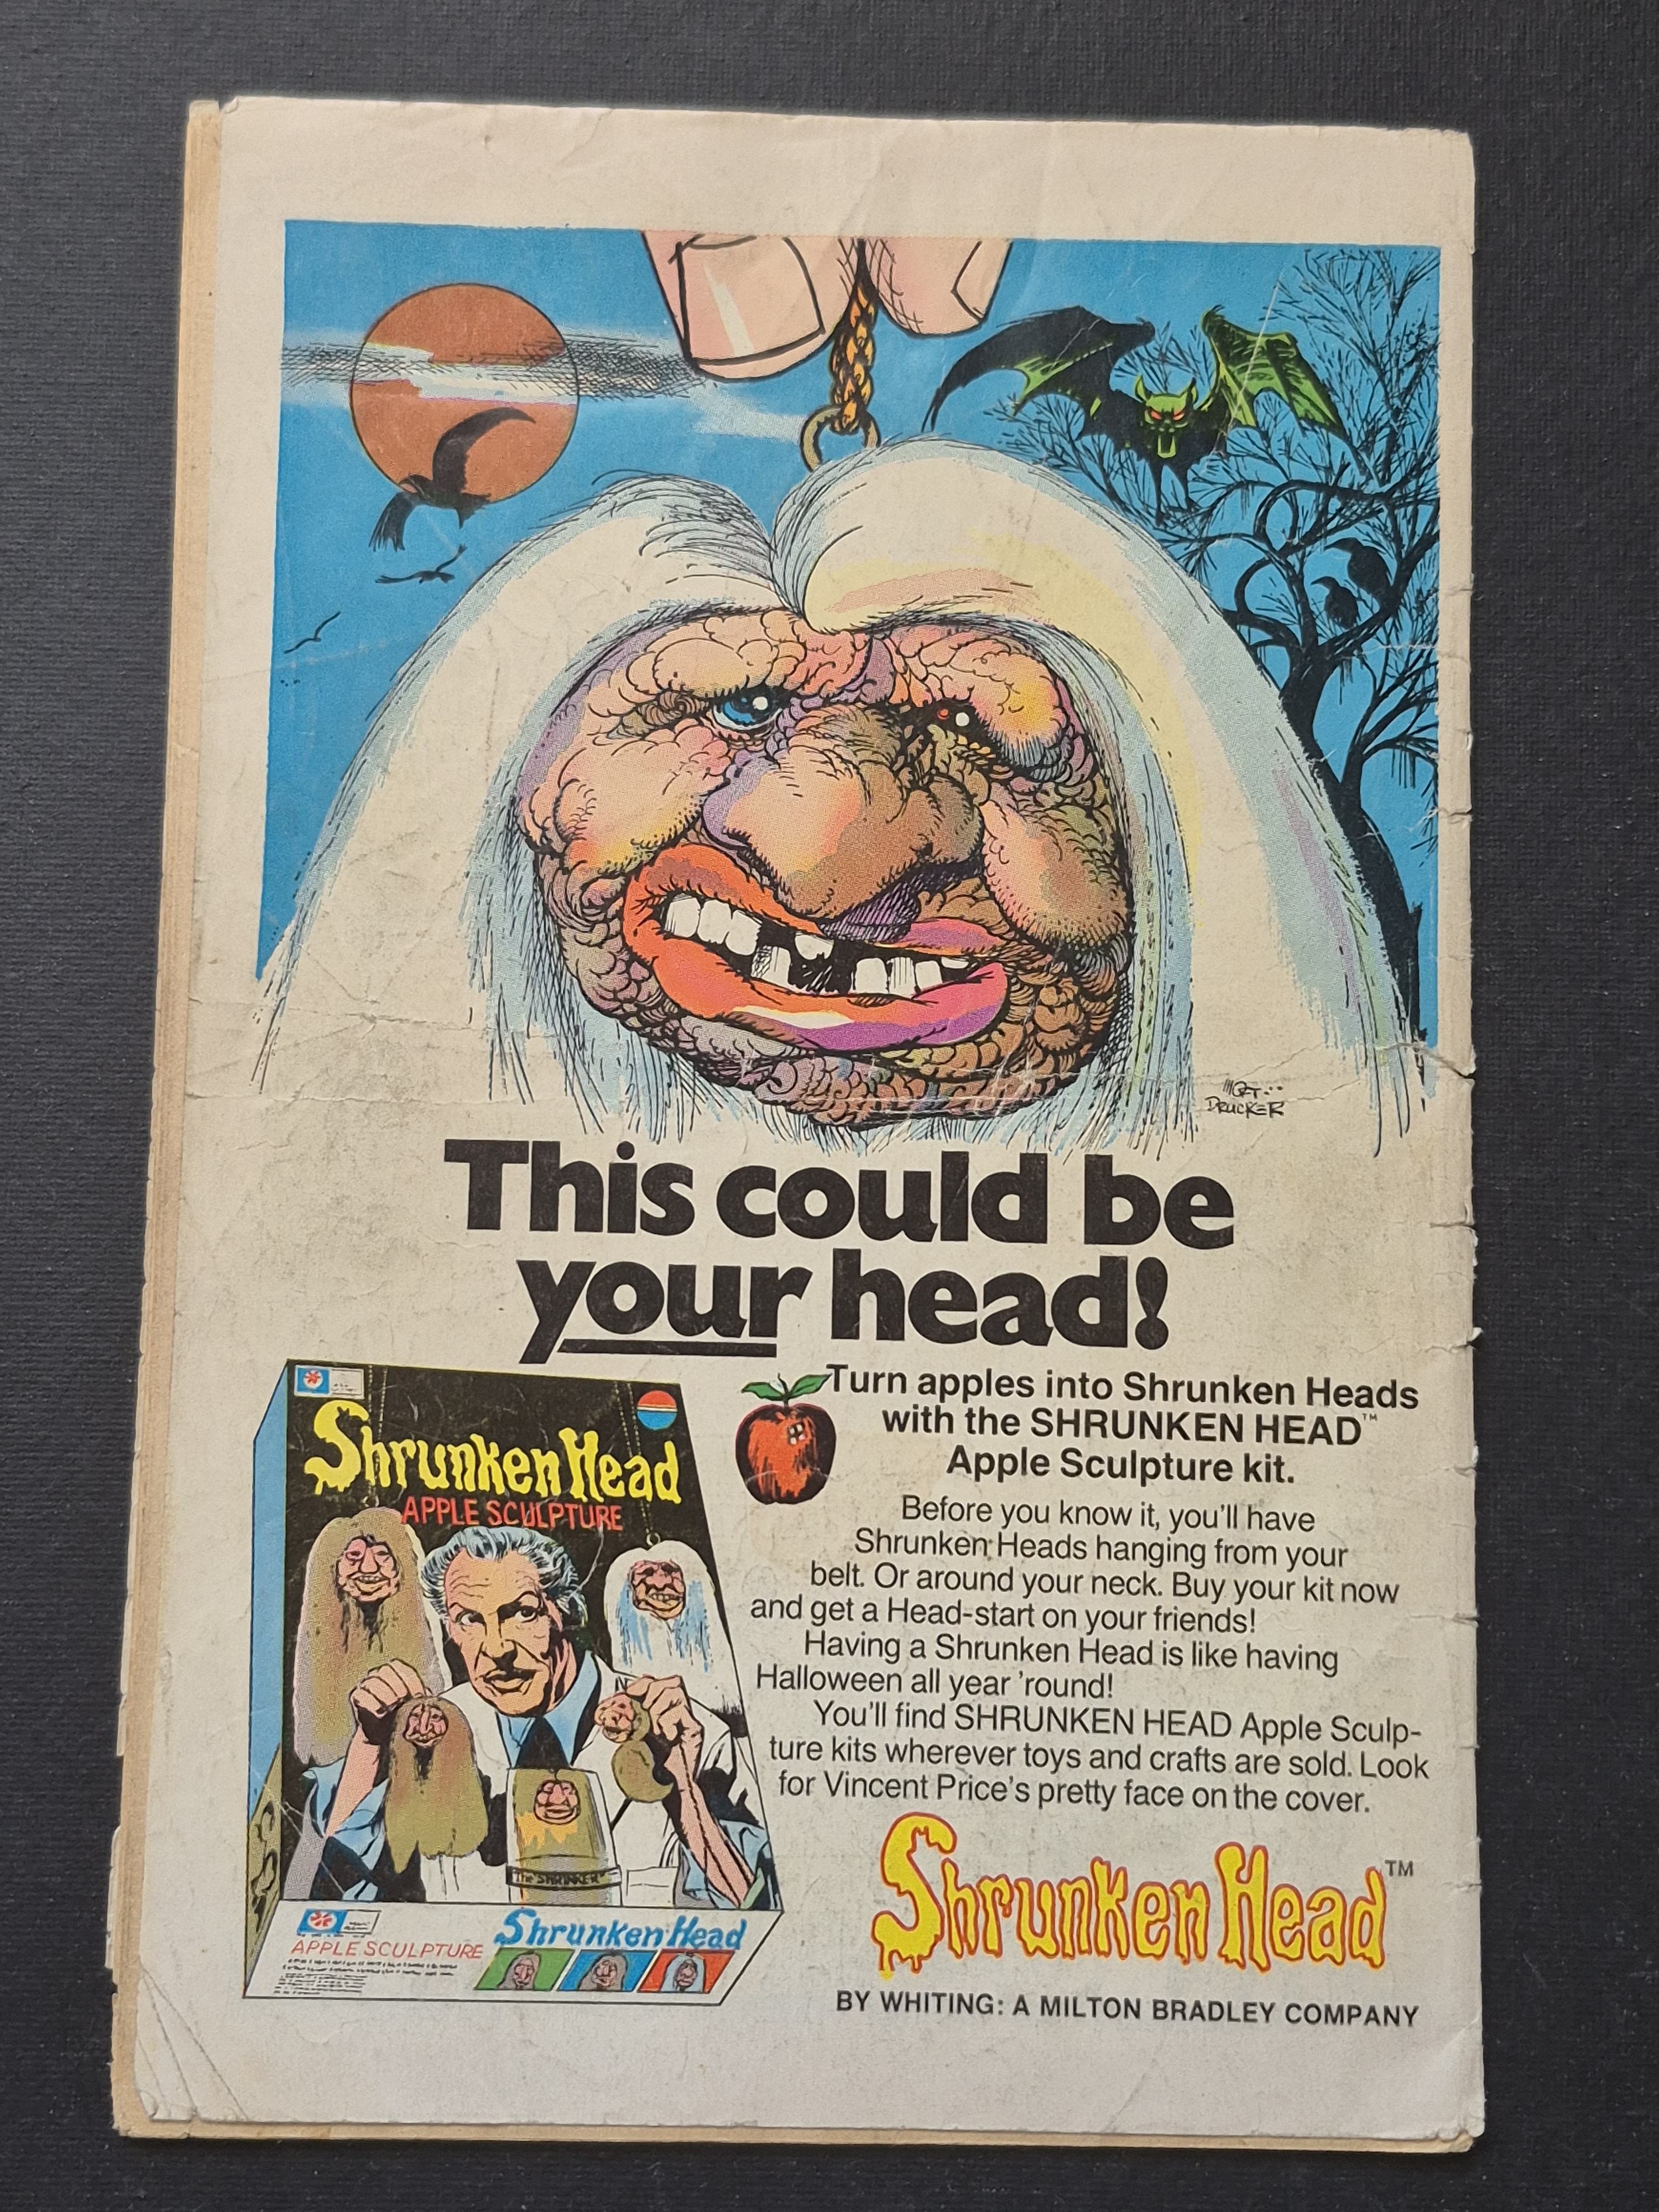 MORT
DRUCKER
This could be
your head!
Turn apples into Shrunken Heads
with the SHRUNKEN HEAD™
Apple Sculpture kit.
Before you know it, you'll have
Shrunken Heads hanging from your
belt. Or around your neck. Buy your kit now
and get a Head-start on your friends!
Having a Shrunken Head is like having
Halloween all year 'round!
You'll find SHRUNKEN HEAD Apple Sculp-
ture kits wherever toys and crafts are sold. Look
for Vincent Price's pretty face on the cover.
Shrunken Head™
BY WHITING: A MILTON BRADLEY COMPANY
Shrunken Head
APPLE SCULPTURE
The "SHRINKER"
Shrunken Head
APPLE SCULPTURE